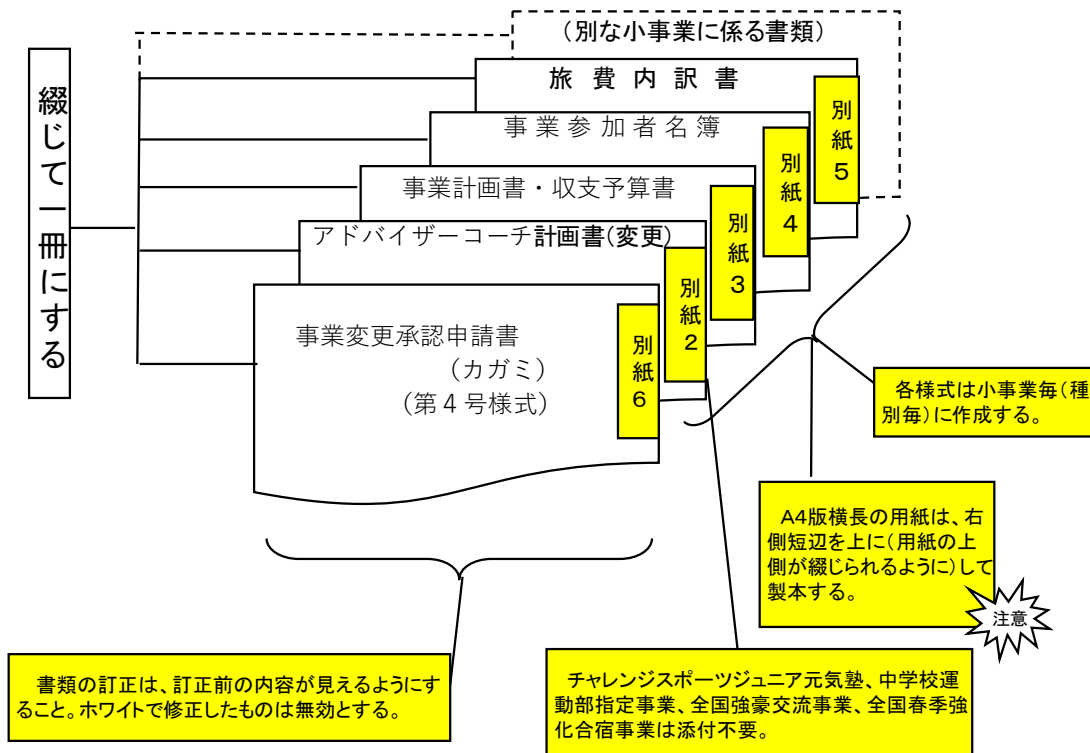 (別な小事業に係る書類)
旅 費 内 訳 書
別紙5
事 業 参 加 者 名 簿
別紙4
事業計画書・収支予算書
別紙3
アドバイザーコーチ計画書(変更)
別紙2
事業変更承認申請書
(カガミ)
(第4号様式)
別紙6
綴じて一冊にする
各様式は小事業毎(種
別毎)に作成する。
A4版横長の用紙は、右
側短辺を上に(用紙の上
側が綴じられるように)して
製本する。
注意
書類の訂正は、訂正前の内容が見えるようにす
ること。ホワイトで修正したものは無効とする。
チャレンジスポーツジュニア元気塾、中学校運
動部指定事業、全国強豪交流事業、全国春季強
化合宿事業は添付不要。